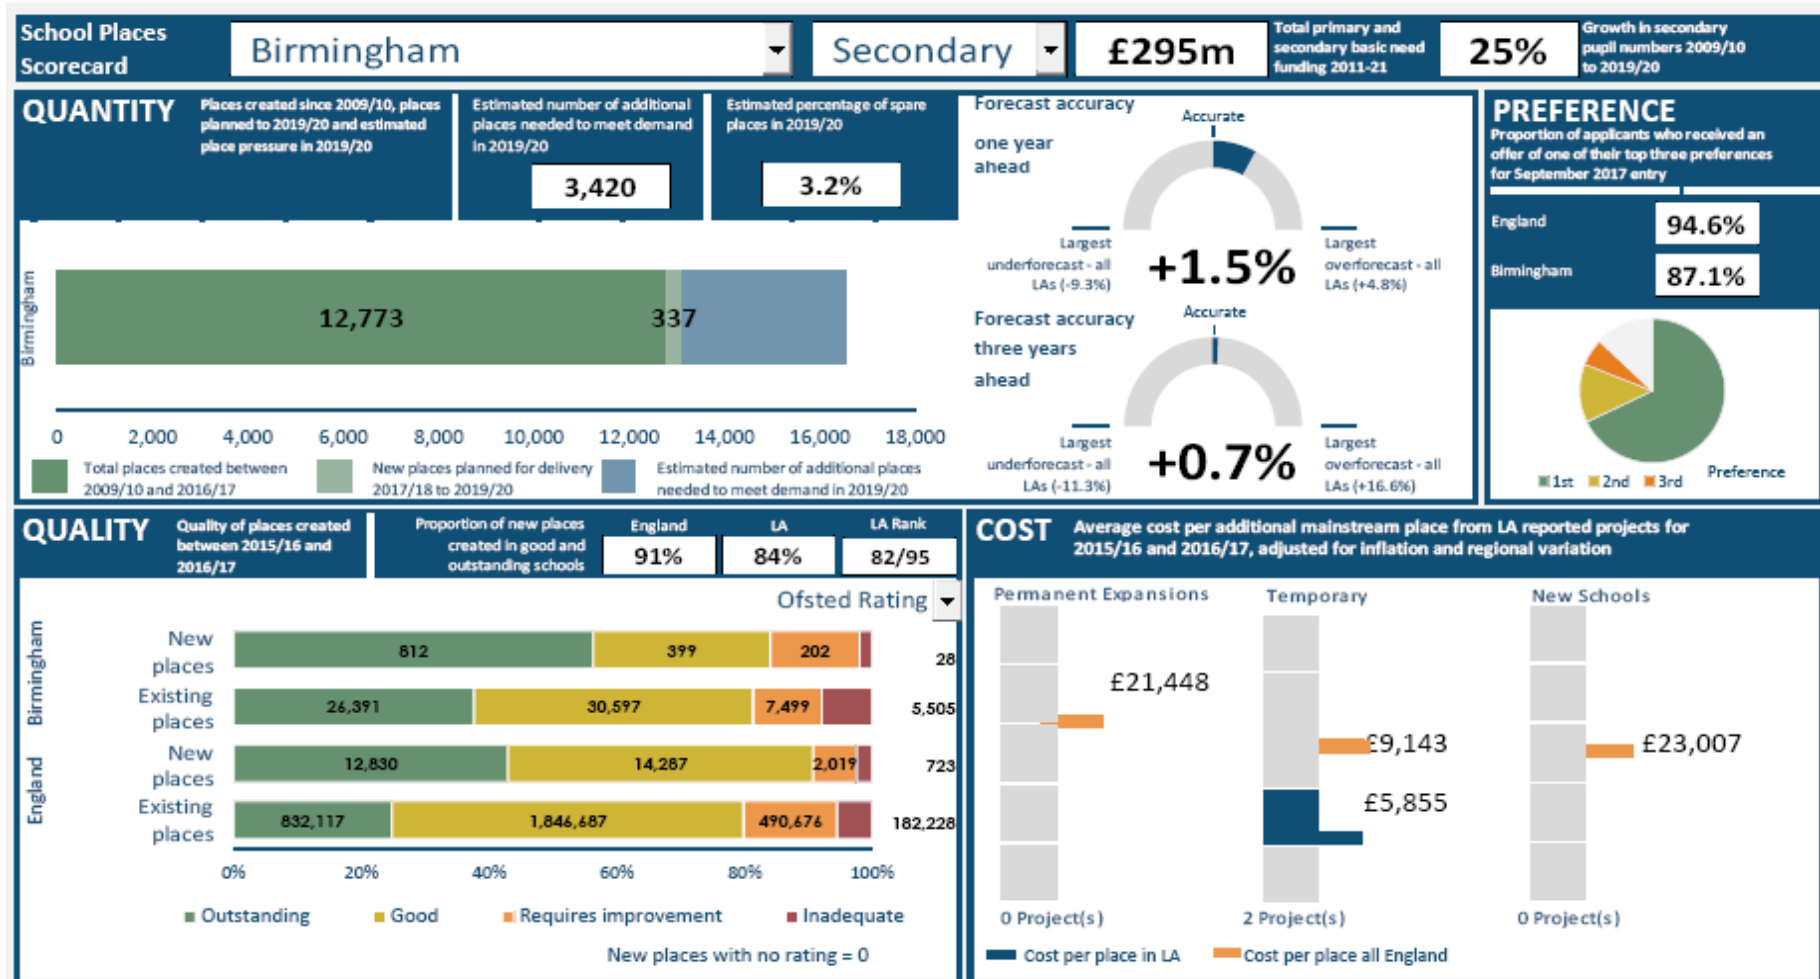 School Places
Scorecard
Birmingham
Secondary
£295m
Total primary and
secondary basic need
funding 2011-21
25%
Growth in secondary
pupil numbers 2009/10
to 2019/20
QUANTITY
Places created since 2009/10, places
planned to 2019/20 and estimated
place pressure in 2019/20
Estimated number of additional
places needed to meet demand
in 2019/20
3,420
Estimated percentage of spare
places in 2019/20
3.2%
Birmingham
12,773
337
0
2,000
4,000
6,000
8,000
10,000
12,000
14,000
16,000
18,000
Total places created between
2009/10 and 2016/17
New places planned for delivery
2017/18 to 2019/20
Estimated number of additional places
needed to meet demand in 2019/20
Forecast accuracy
one year
ahead
Accurate
Largest
underforecast - all
LAs (-9.3%)
+1.5%
Largest
overforecast - all
LAs (+4.8%)
Forecast accuracy
three years
ahead
Accurate
Largest
underforecast - all
LAs (-11.3%)
+0.7%
Largest
overforecast - all
LAs (+16.6%)
PREFERENCE
Proportion of applicants who received an
offer of one of their top three preferences
for September 2017 entry
England
94.6%
Birmingham
87.1%
1st
2nd
3rd
Preference
QUALITY
Quality of places created
between 2015/16 and
2016/17
Proportion of new places
created in good and
outstanding schools
England
91%
LA
84%
LA Rank
82/95
Ofsted Rating
Birmingham
New
places
812
399
202
28
Existing
places
26,391
30,597
7,499
5,505
England
New
places
12,830
14,287
2,019
723
Existing
places
832,117
1,846,687
490,676
182,228
0%
20%
40%
60%
80%
100%
Outstanding
Good
Requires improvement
Inadequate
New places with no rating = 0
COST
Average cost per additional mainstream place from LA reported projects for
2015/16 and 2016/17, adjusted for inflation and regional variation
Permanent Expansions
£21,448
0 Project(s)
Temporary
£9,143
£5,855
2 Project(s)
New Schools
£23,007
0 Project(s)
Cost per place in LA
Cost per place all England